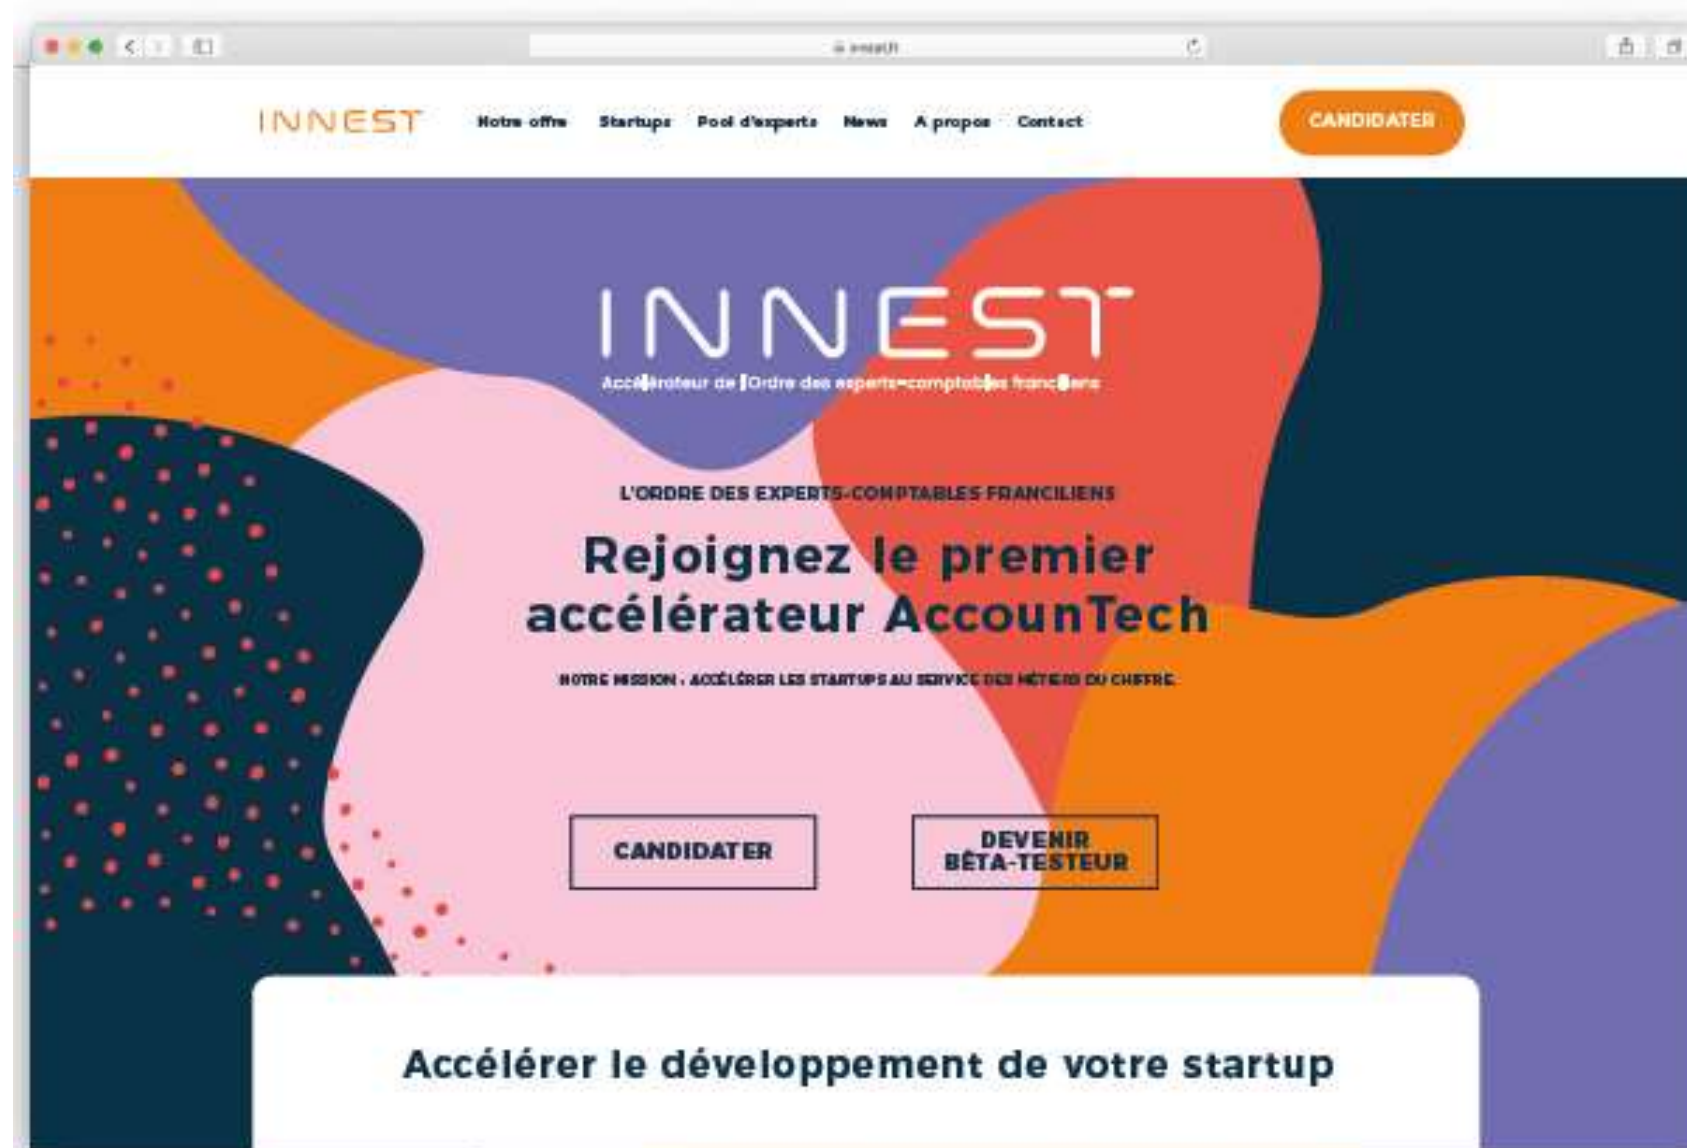 INNEST
Notre offre Startups Pool d'experts News A propos Contact
CANDIDATER
INNEST
Accélérateur de l'Ordre des experts-comptables franciliens
L'ORDRE DES EXPERTS-COMPTABLES FRANCILIENS
Rejoignez le premier
accélérateur AccounTech
NOTRE MISSION : ACCÉLÉRER LES STARTUPS AU SERVICE DES MÉTIERS DU CHIFFRE.
CANDIDATER
DEVENIR
BÊTA-TESTEUR
Accélérer le développement de votre startup